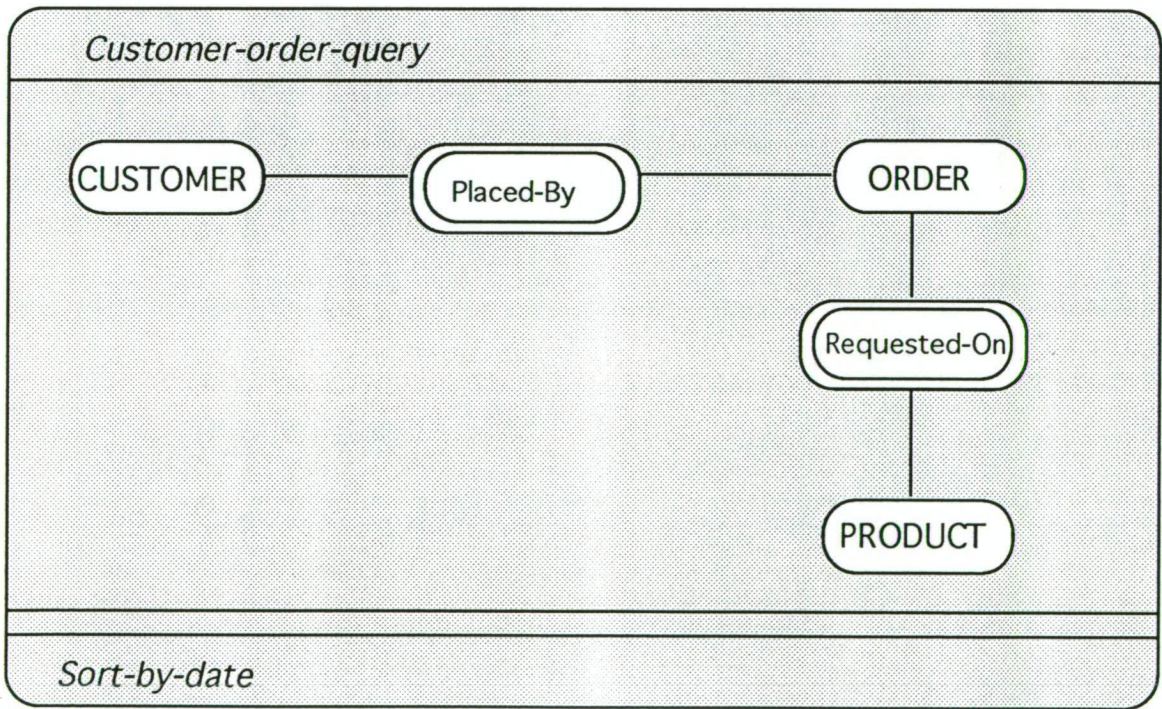 Customer-order-query
CUSTOMER
Placed-By
ORDER
Requested-On
PRODUCT
Sort-by-date